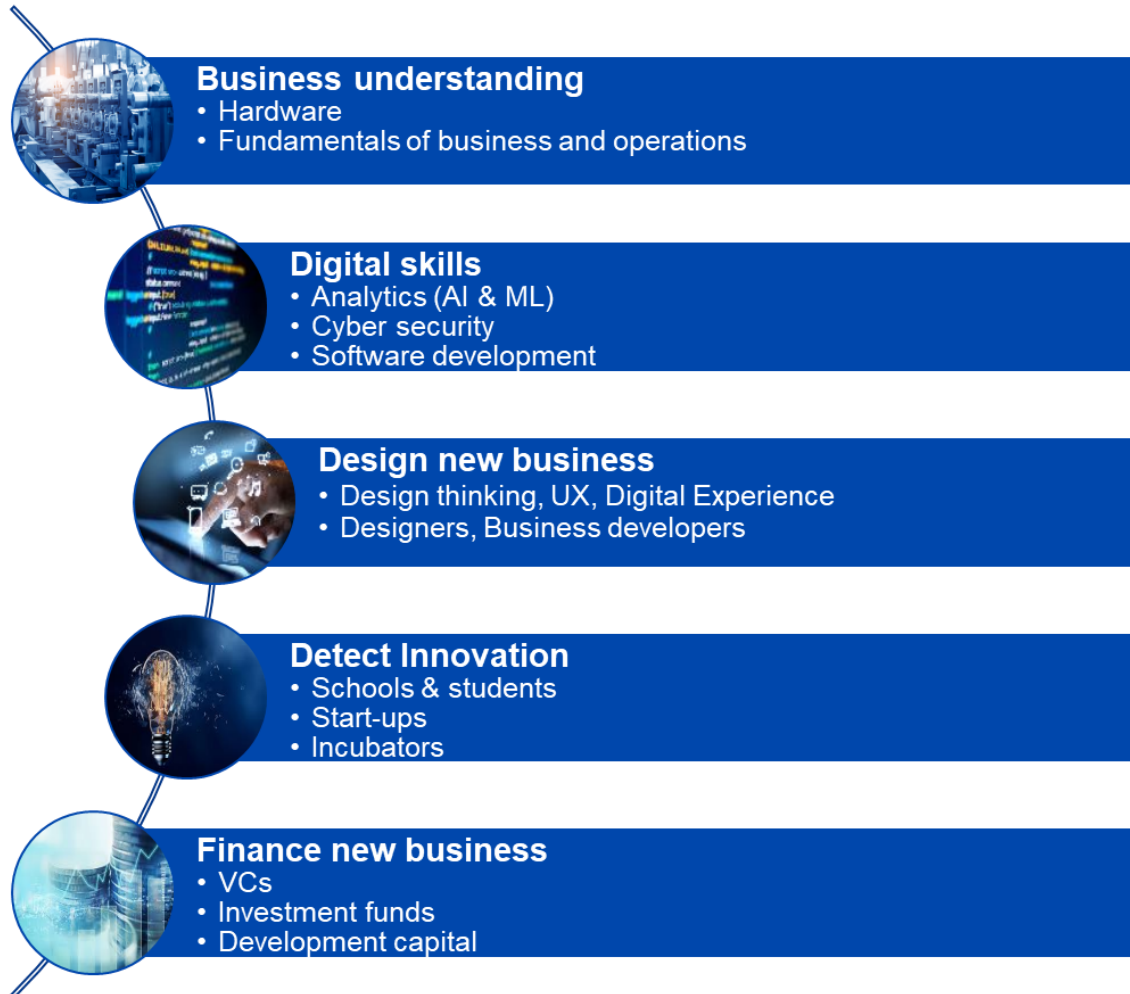 Business understanding
• Hardware
• Fundamentals of business and operations
Digital skills
• Analytics (AI & ML)
• Cyber security
• Software development
Design new business
• Design thinking, UX, Digital Experience
• Designers, Business developers
Detect Innovation
• Schools & students
• Start-ups
• Incubators
Finance new business
• VCs
• Investment funds
• Development capital